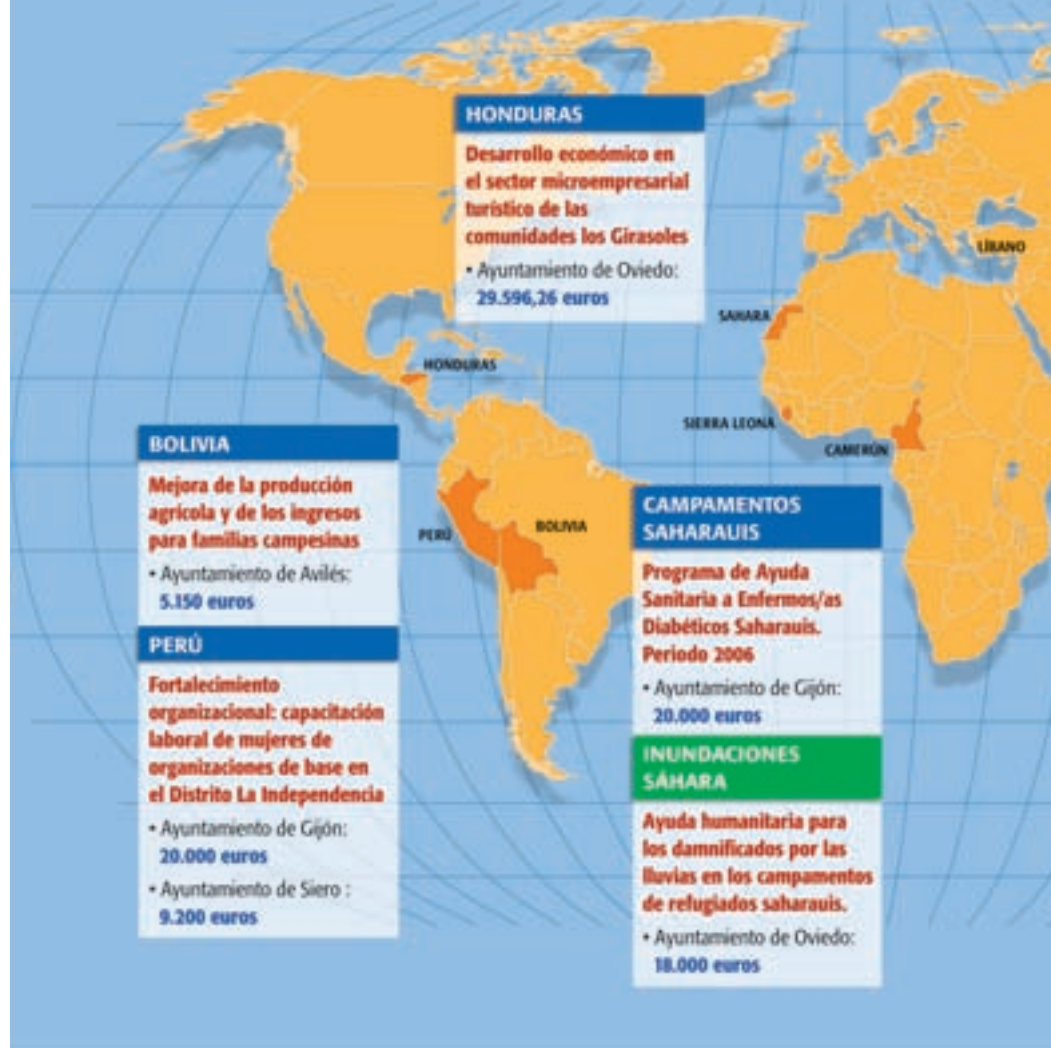 HONDURAS
Desarrollo económico en
el sector microempresarial
turístico de las
comunidades los Girasoles
• Ayuntamiento de Oviedo:
29.596,26 euros
LÍBANO
SAHARA
HONDURAS
SIERRA LEONA
CAMERÚN
PERÚ
BOLIVIA
BOLIVIA
Mejora de la producción
agrícola y de los ingresos
para familias campesinas
• Ayuntamiento de Avilés:
5.150 euros
PERÚ
Fortalecimiento
organizacional: capacitación
laboral de mujeres de
organizaciones de base en
el Distrito La Independencia
• Ayuntamiento de Gijón:
20.000 euros
• Ayuntamiento de Siero :
9.200 euros
CAMPAMENTOS
SAHARAUIS
Programa de Ayuda
Sanitaria a Enfermos/as
Diabéticos Saharauis.
Periodo 2006
• Ayuntamiento de Gijón:
20.000 euros
INUNDACIONES
SÁHARA
Ayuda humanitaria para
los damnificados por las
lluvias en los campamentos
de refugiados saharauis.
• Ayuntamiento de Oviedo:
18.000 euros